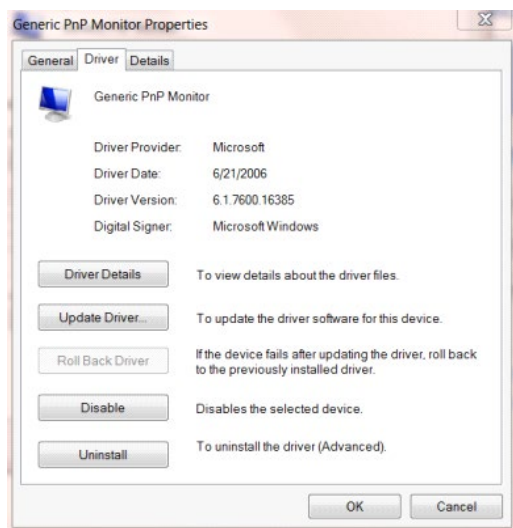 Generic PnP Monitor Properties
General Driver Details
Generic PnP Monitor
Driver Provider: Microsoft
Driver Date: 6/21/2006
Driver Version: 6.1.7600.16385
Digital Signer: Microsoft Windows
Driver Details To view details about the driver files.
Update Driver... To update the driver software for this device.
Roll Back Driver If the device fails after updating the driver, roll back
to the previously installed driver.
Disable Disables the selected device.
Uninstall To uninstall the driver (Advanced).
OK Cancel